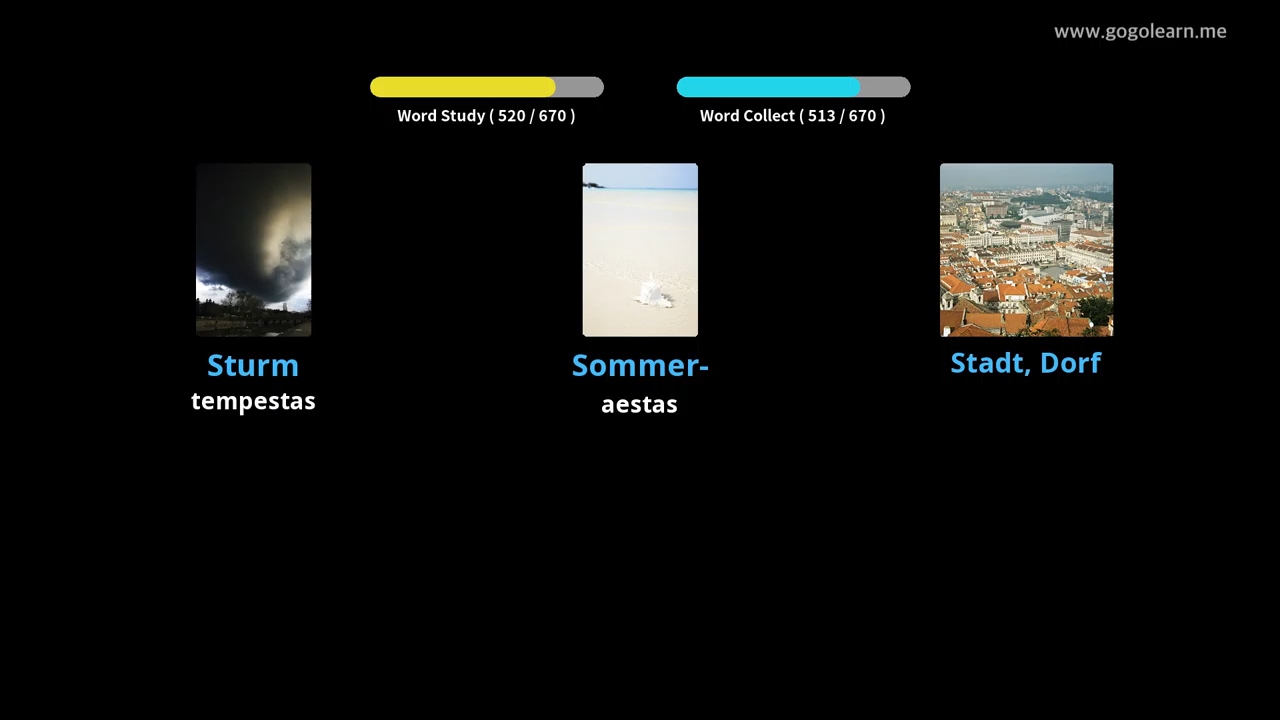 www.gogolearn.me
Word Study ( 520 / 670 )
Word Collect ( 513 / 670 )
Sturm
tempestas
Sommer-
aestas
Stadt, Dorf